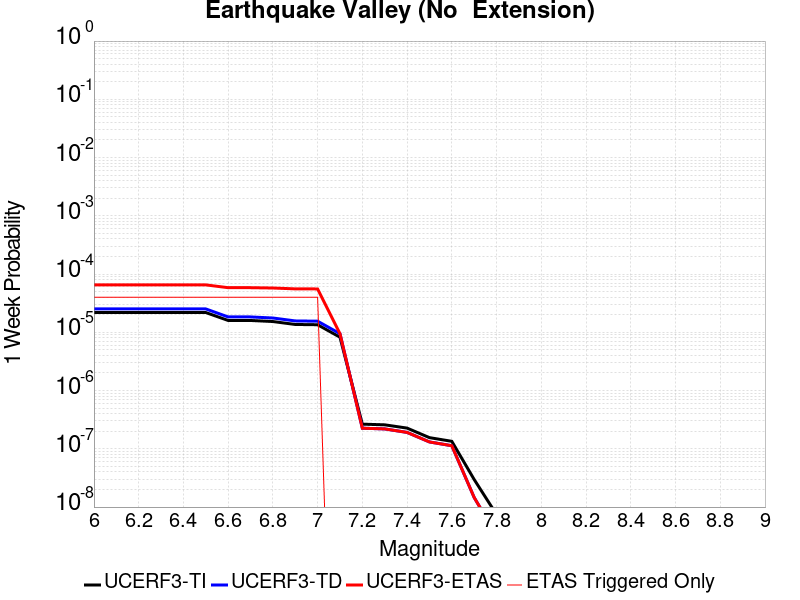 Earthquake Valley (No  Extension)
10^0
10^-1
10^-2
10^-3
10^-4
10^-5
10^-6
10^-7
10^-8
1 Week Probability
6 6.2 6.4 6.6 6.8 7 7.2 7.4 7.6 7.8 8 8.2 8.4 8.6 8.8 9
Magnitude
UCERF3-TI UCERF3-TD UCERF3-ETAS ETAS Triggered Only